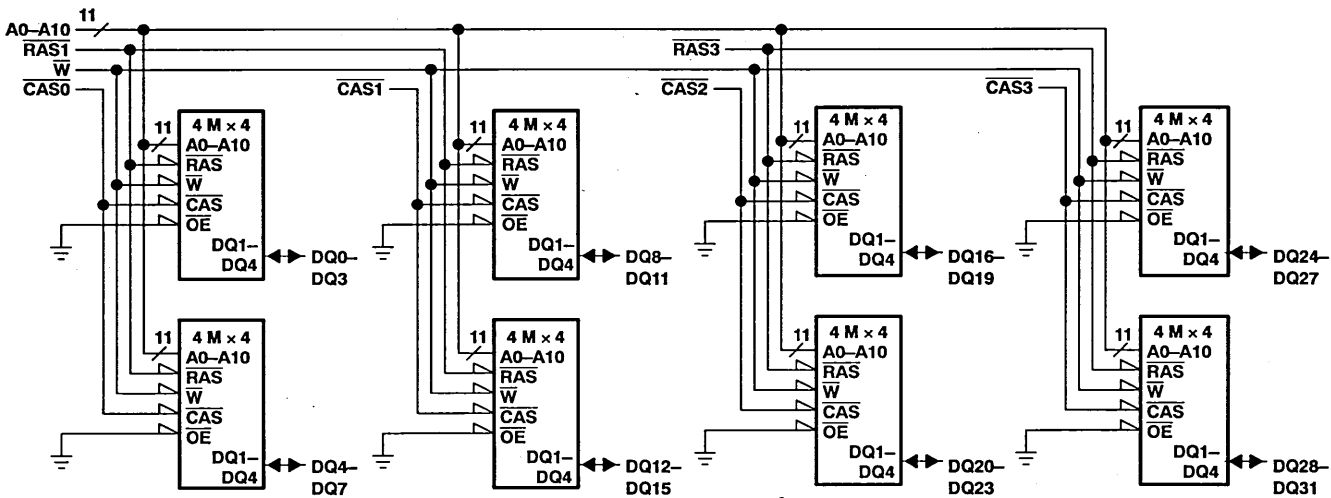 11
A0–A10
RAS1
W
CAS0
CAS1
RAS3
CAS2
CAS3
11
4 M × 4
A0–A10
RAS
W
CAS
OE
DQ1–
DQ4
DQ0–
DQ3
11
4 M × 4
A0–A10
RAS
W
CAS
OE
DQ1–
DQ4
DQ8–
DQ11
11
4 M × 4
A0–A10
RAS
W
CAS
OE
DQ1–
DQ4
DQ16–
DQ19
11
4 M × 4
A0–A10
RAS
W
CAS
OE
DQ1–
DQ4
DQ24–
DQ27
11
4 M × 4
A0–A10
RAS
W
CAS
OE
DQ1–
DQ4
DQ4–
DQ7
11
4 M × 4
A0–A10
RAS
W
CAS
OE
DQ1–
DQ4
DQ12–
DQ15
11
4 M × 4
A0–A10
RAS
W
CAS
OE
DQ1–
DQ4
DQ20–
DQ23
11
4 M × 4
A0–A10
RAS
W
CAS
OE
DQ1–
DQ4
DQ28–
DQ31